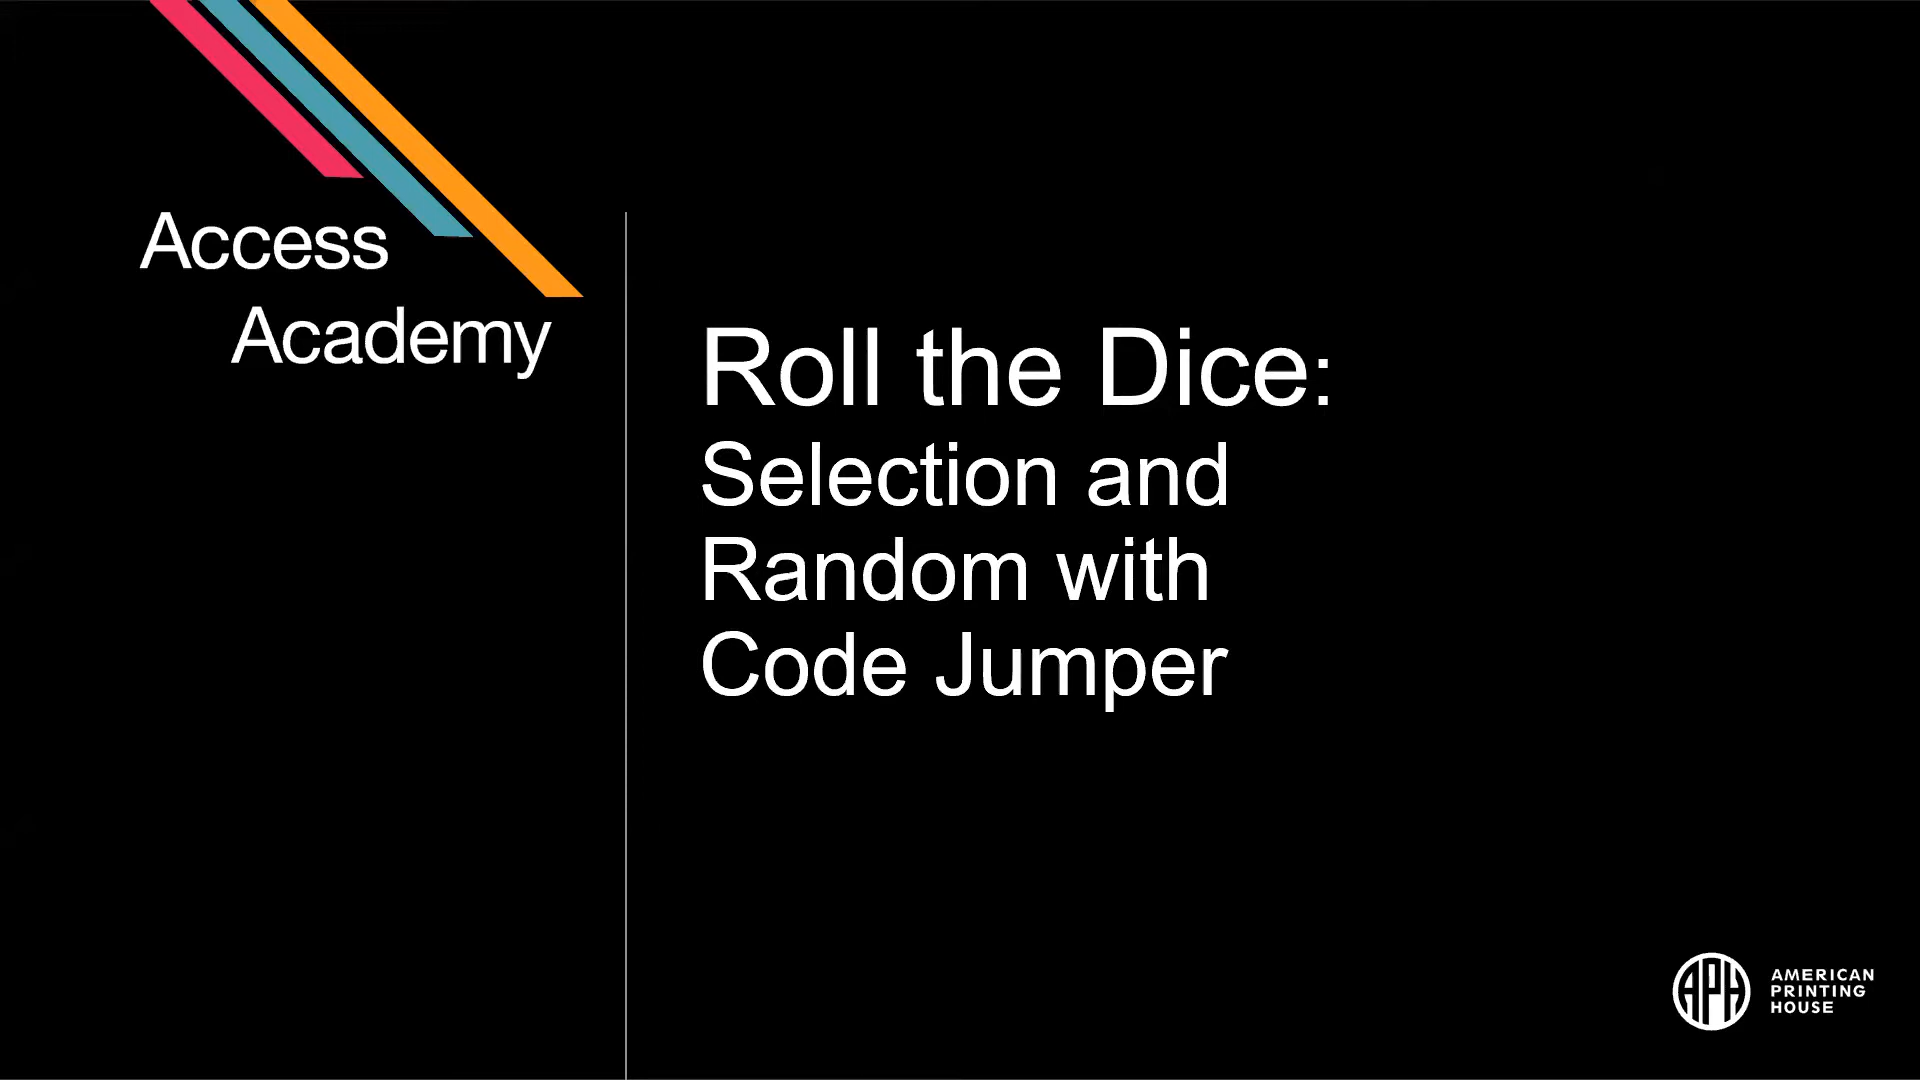 Access
Academy
Roll the Dice:
Selection and
Random with
Code Jumper
APH
AMERICAN
PRINTING
HOUSE